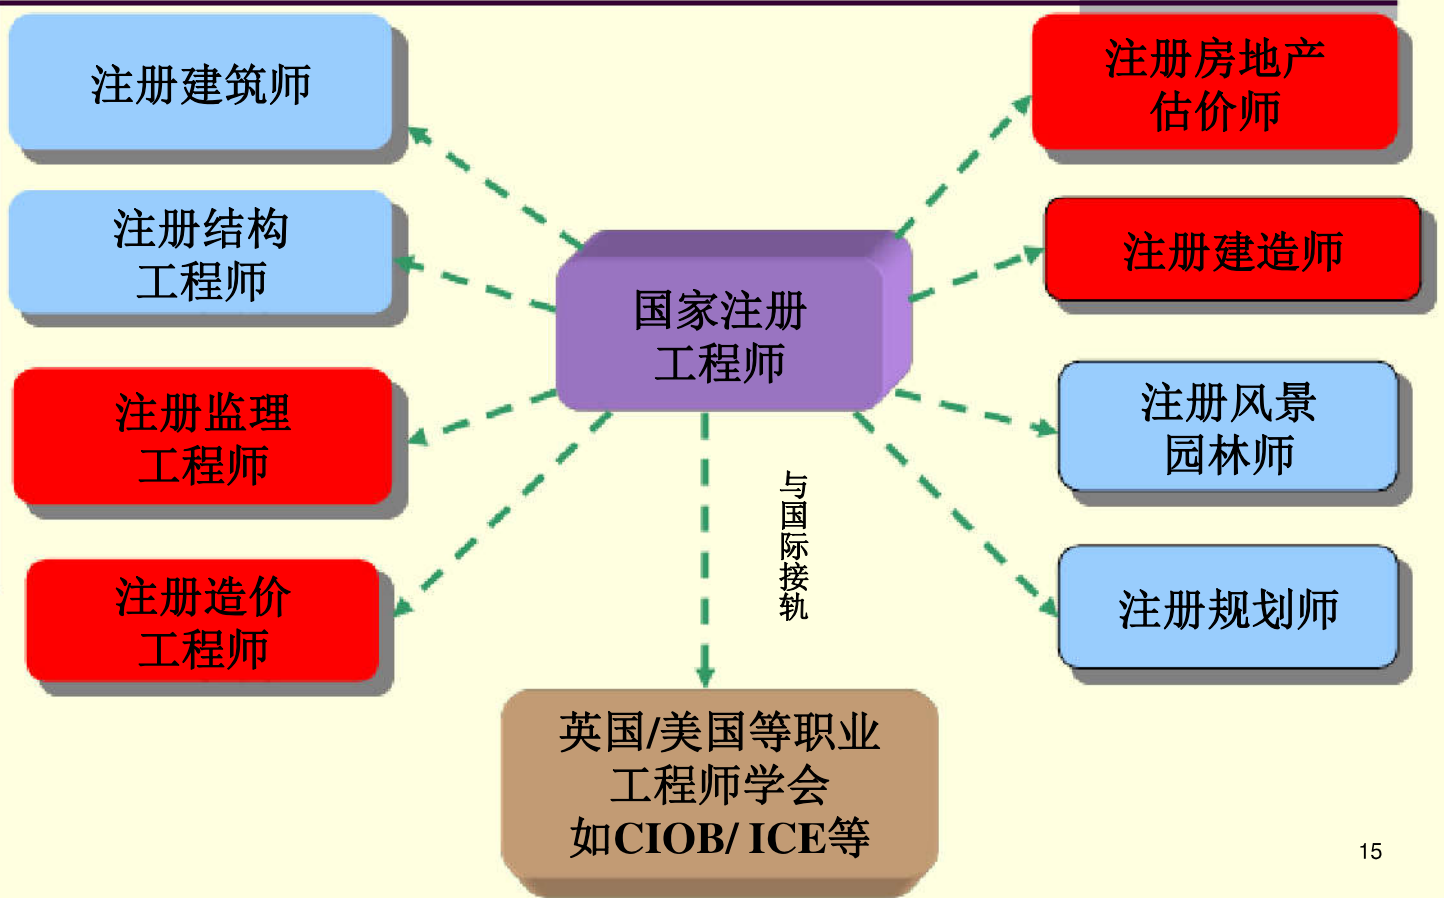 注册建筑师
注册结构
工程师
注册监理
工程师
注册造价
工程师
国家注册
工程师
与国际接轨
英国/美国等职业
工程师学会
如CIOB/ ICE等
注册房地产
估价师
注册建造师
注册风景
园林师
注册规划师
15